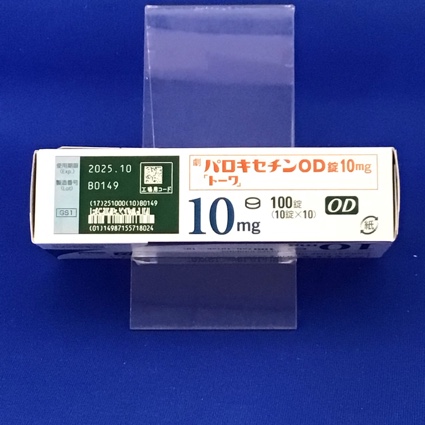 使用期限
(Exp.)
2025.10
製造番号
(Lot)
B0149
工場用コード
GS1
(17)251000(10)B0149
(01)14987155718024
劇 パロキセチンOD錠10mg
「トーワ」
10mg
100錠
(10錠×10)
OD
紙